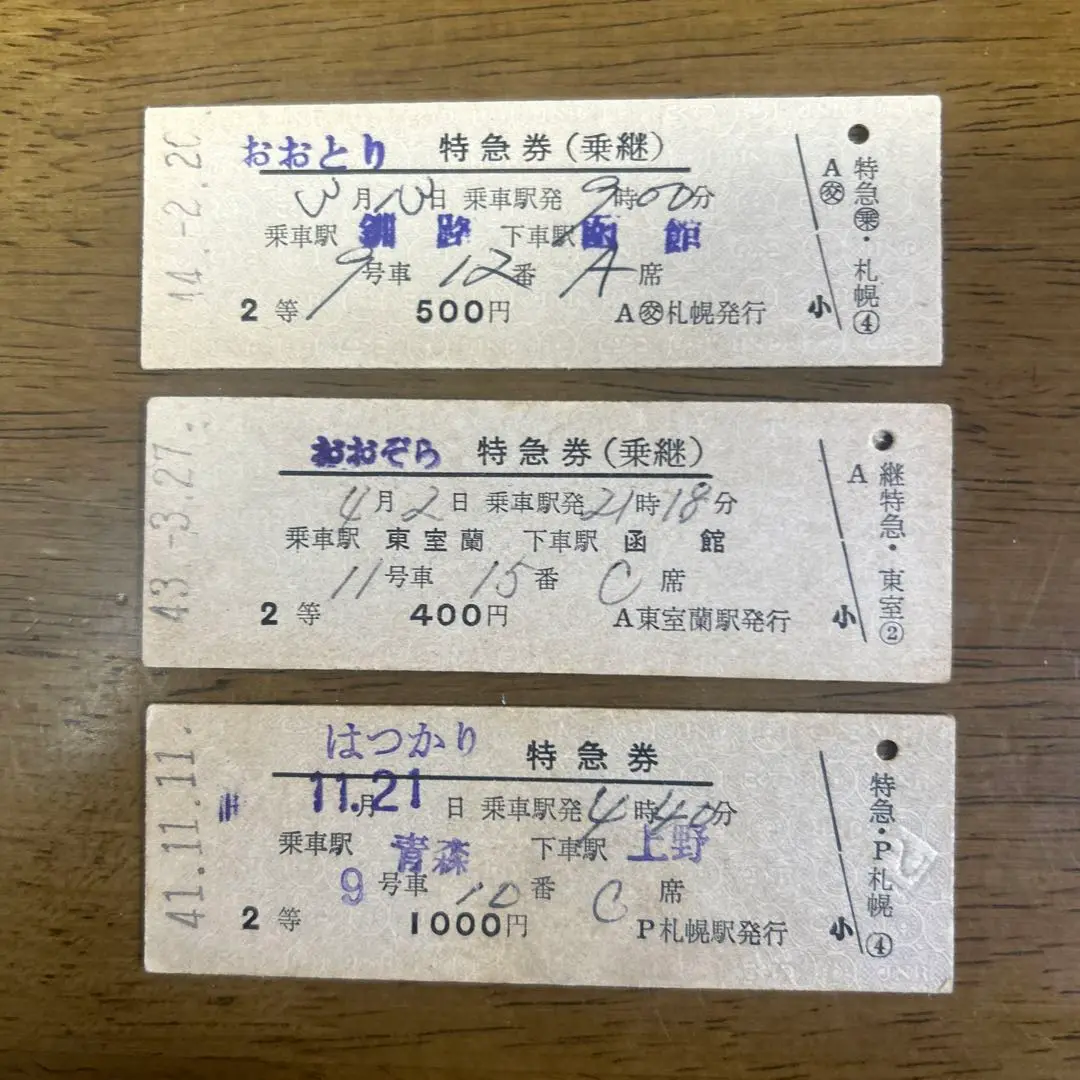 44.-2.20
おおとり 特急券(乗継)
3月13日 乗車駅発 9時00分
乗車駅 釧路 下車駅 函館
9号車 12番 A席
2等 500円 A㊋札幌発行
小
A
特急㊋・札幌④
43.-3.27.
おおぞら 特急券(乗継)
4月2日 乗車駅発 21時18分
乗車駅 東室蘭 下車駅 函館
11号車 15番 C席
2等 400円 A東室蘭駅発行
小
A
継特急・東室②
41.11.11.
はつかり 特急券
11.月21日 乗車駅発 4時40分
乗車駅 青森 下車駅 上野
9号車 10番 C席
2等 1000円 P札幌駅発行
小
特急・P札幌④